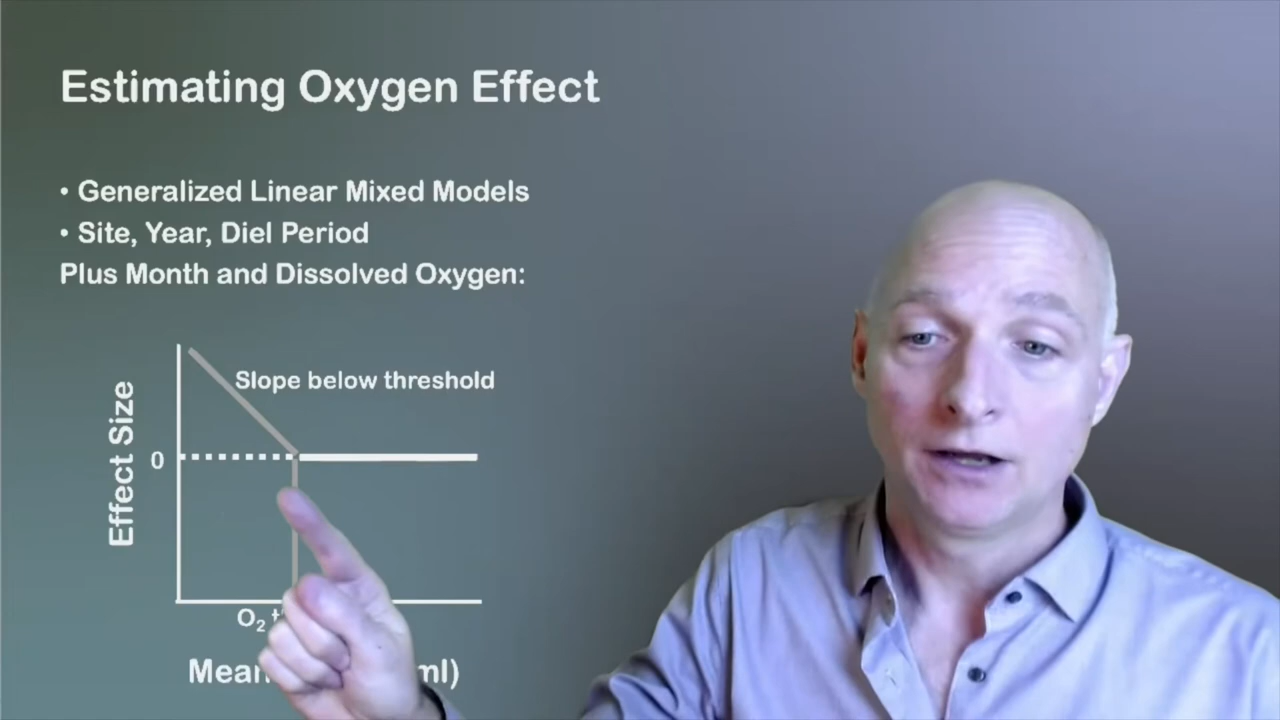 Estimating Oxygen Effect
• Generalized Linear Mixed Models
• Site, Year, Diel Period
Plus Month and Dissolved Oxygen:
Slope below threshold
Effect Size
0
O₂
Mean ml)